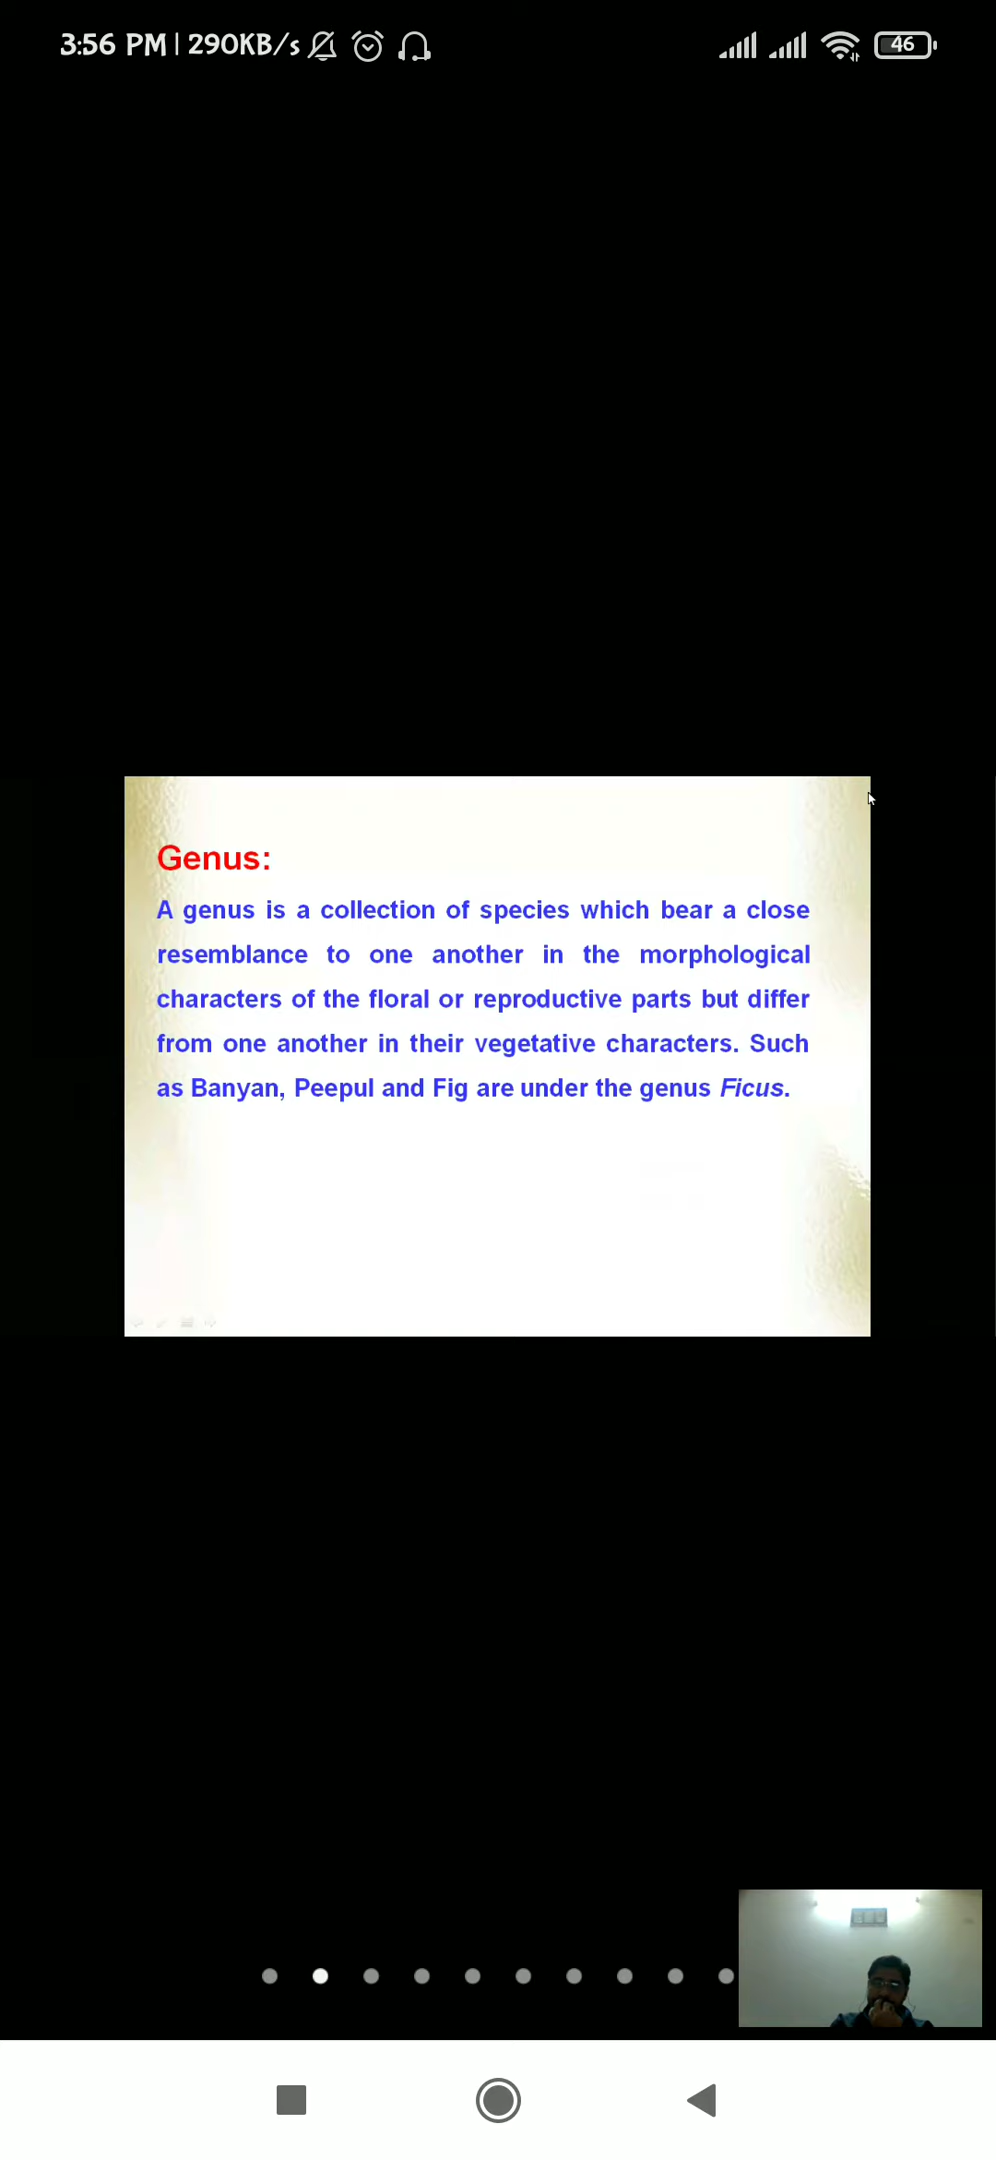 3:56 PM | 290KB/s 46
Genus:
A genus is a collection of species which bear a close
resemblance to one another in the morphological
characters of the floral or reproductive parts but differ
from one another in their vegetative characters. Such
as Banyan, Peepul and Fig are under the genus Ficus.